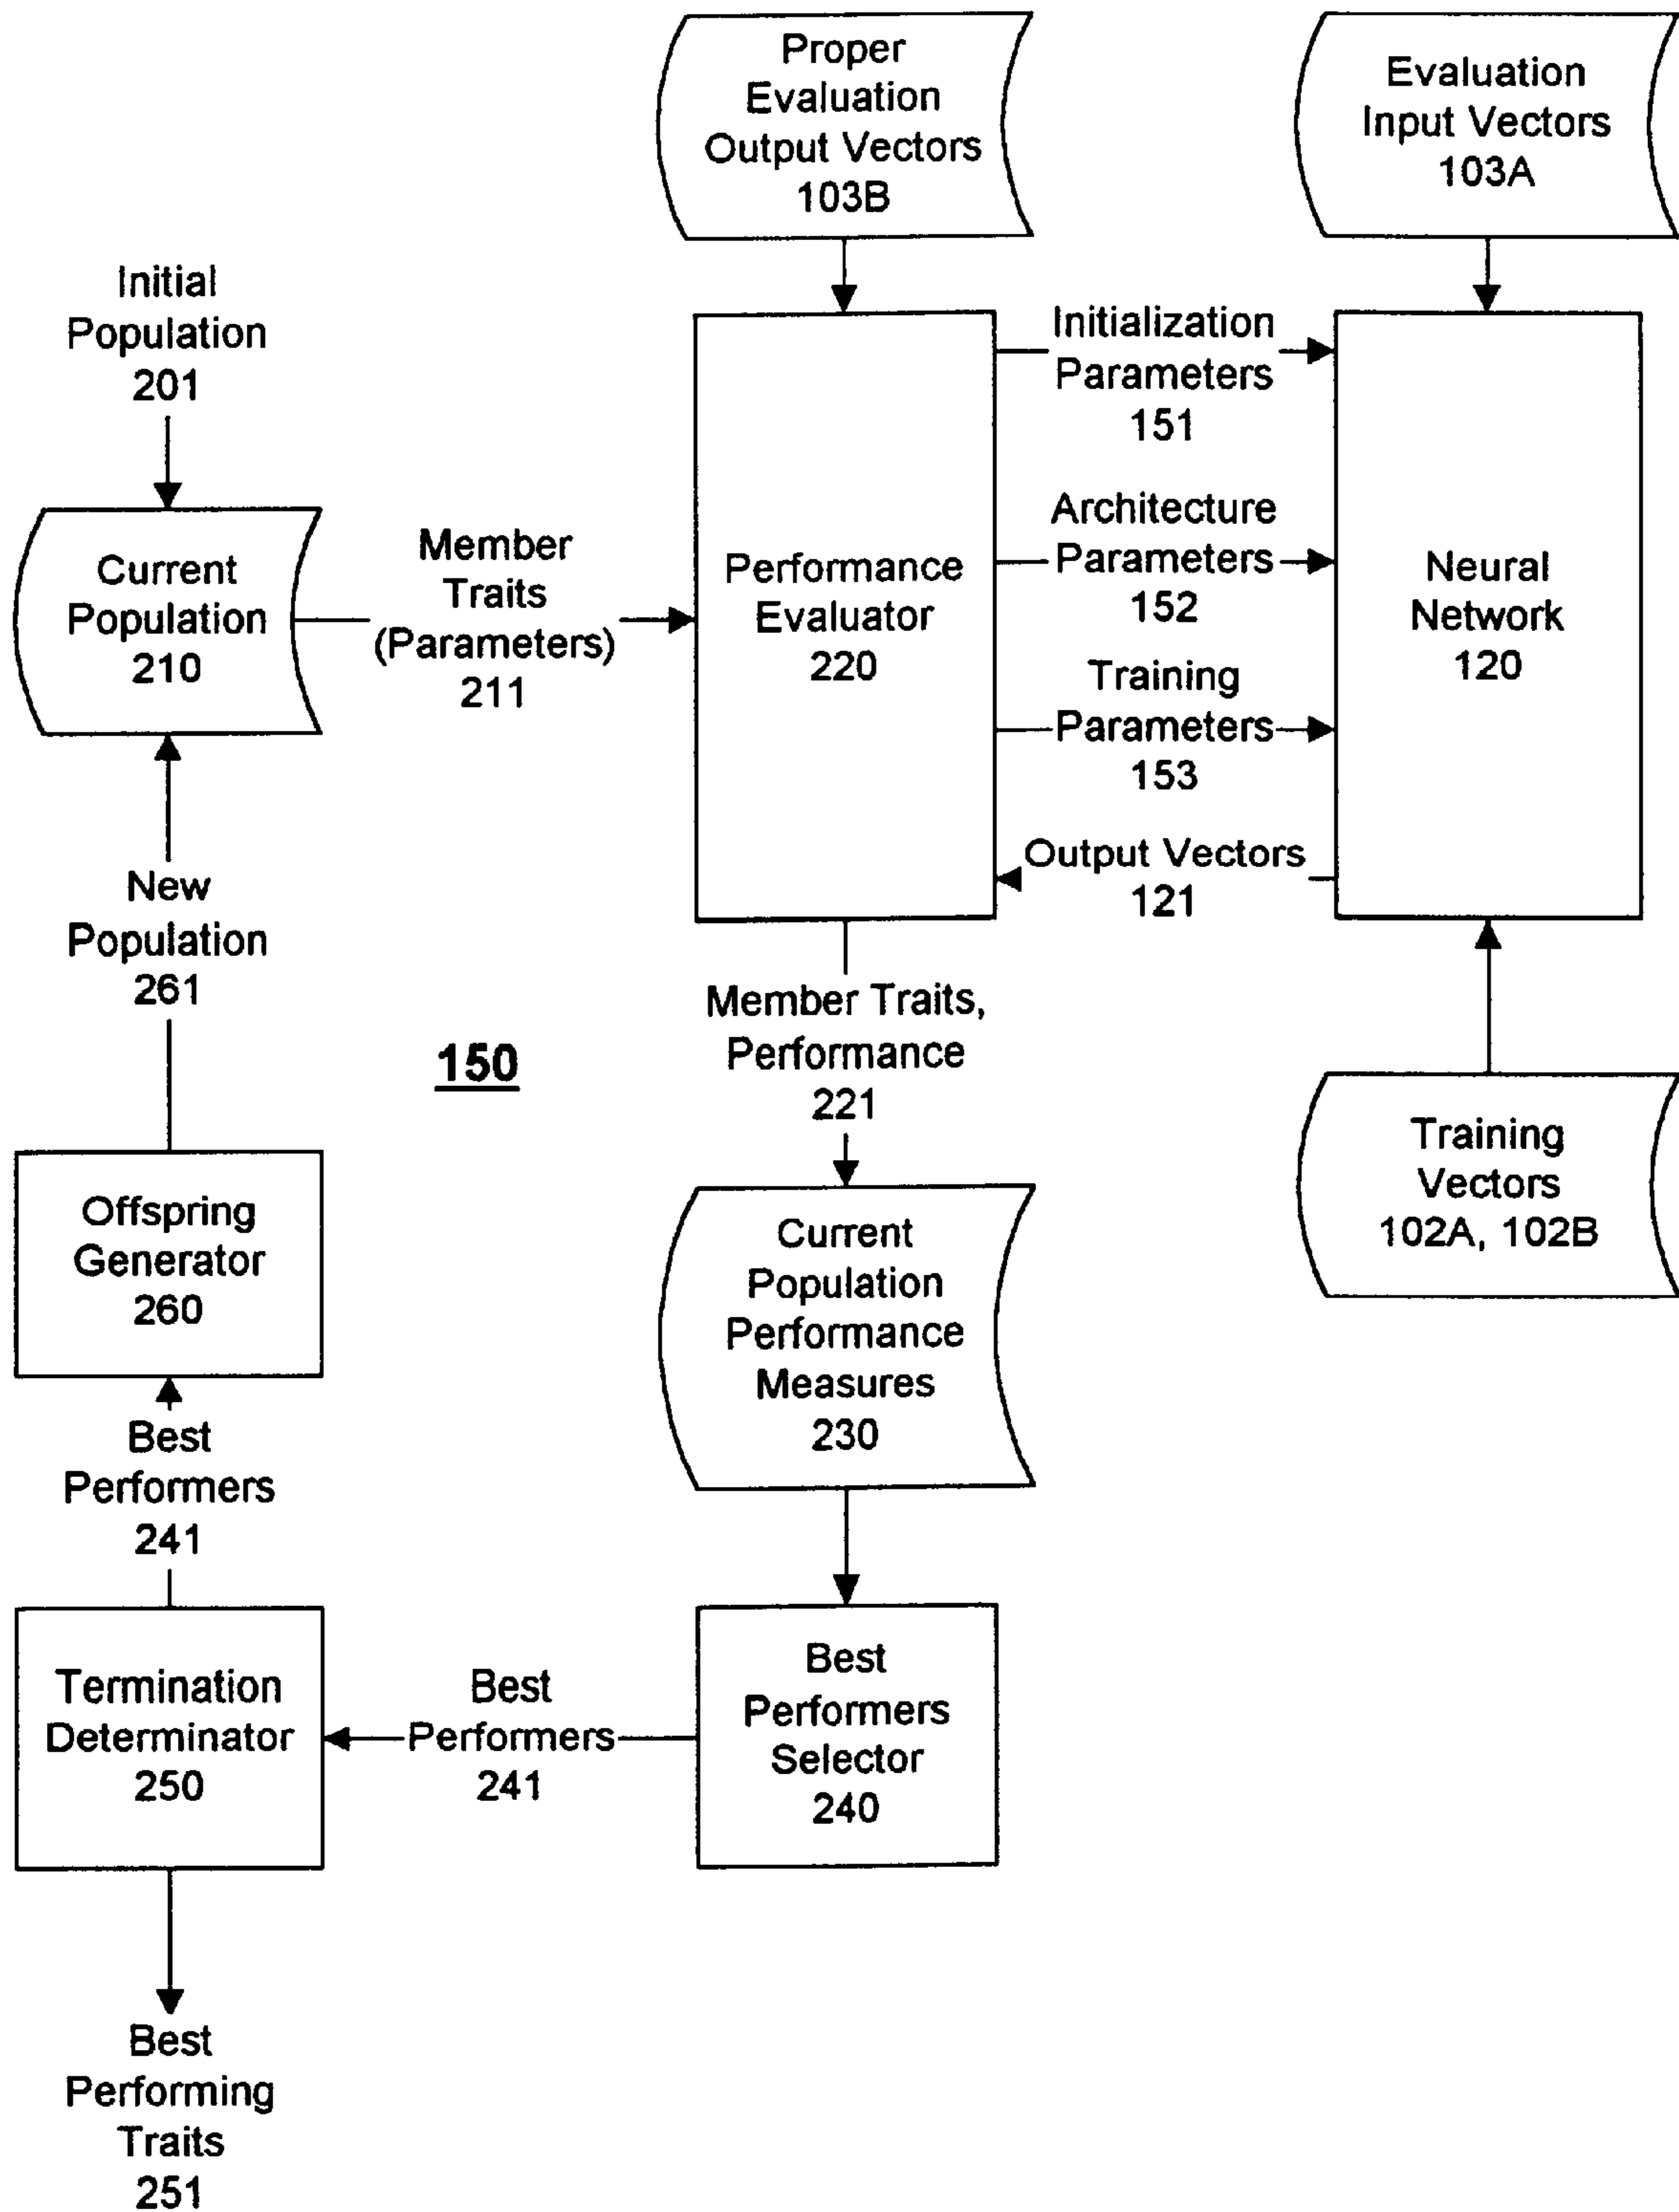 Proper
Evaluation
Output Vectors
103B
Evaluation
Input Vectors
103A
Initial
Population
201
Initialization
Parameters
151
Current
Population
210
Member
Traits
(Parameters)
211
Performance
Evaluator
220
Architecture
Parameters
152
Neural
Network
120
Training
Parameters
153
Output Vectors
121
New
Population
261
Member Traits,
Performance
221
150
Training
Vectors
102A, 102B
Offspring
Generator
260
Current
Population
Performance
Measures
230
Best
Performers
241
Termination
Determinator
250
Best
Performers
241
Best
Performers
Selector
240
Best
Performing
Traits
251